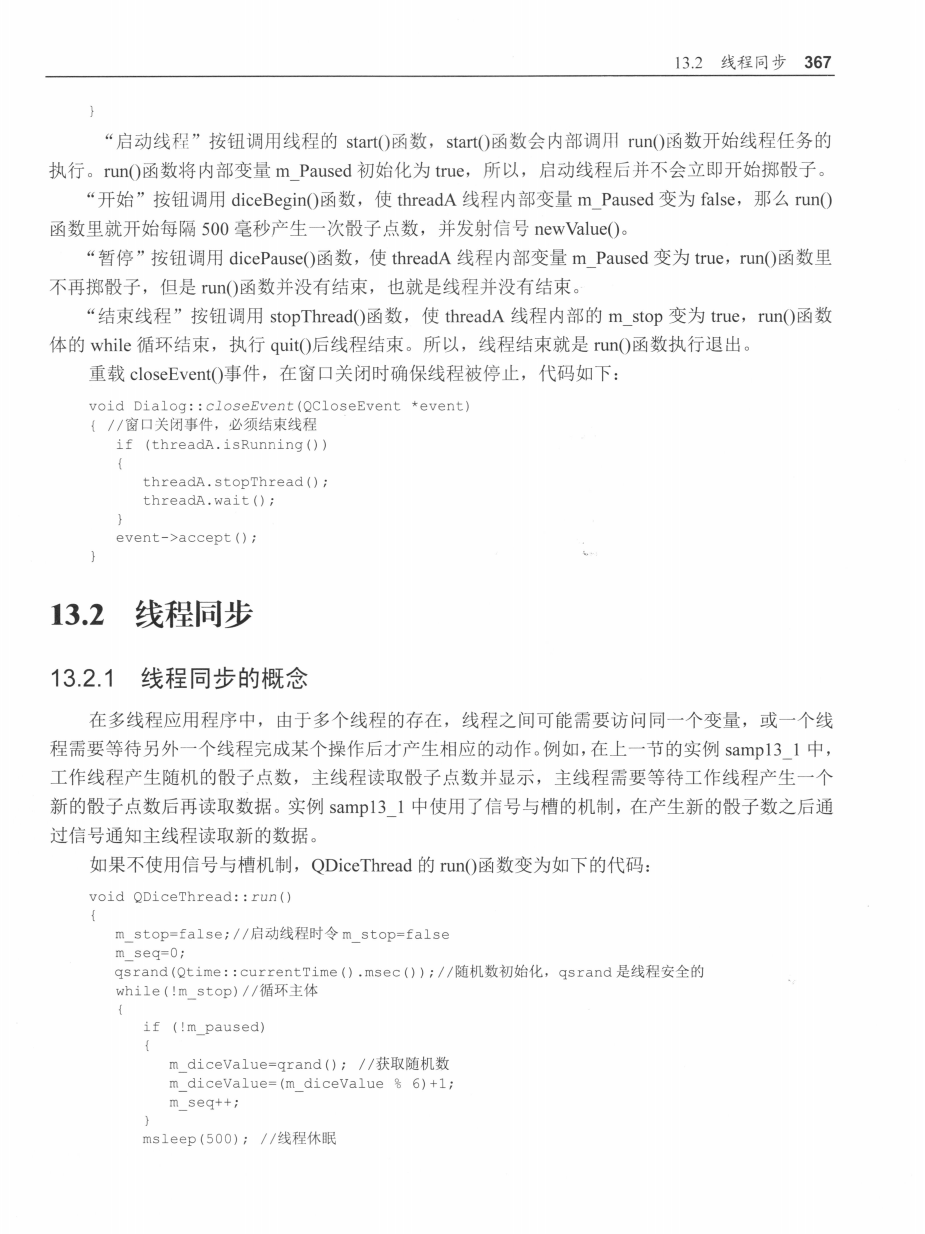 13.2 线程同步 367
}
“启动线程”按钮调用线程的 start()函数，start()函数会内部调用 run()函数开始线程任务的
执行。run()函数将内部变量 m_Paused 初始化为 true，所以，启动线程后并不会立即开始掷骰子。
“开始”按钮调用 diceBegin()函数，使 threadA 线程内部变量 m_Paused 变为 false，那么 run()
函数里就开始每隔 500 毫秒产生一次骰子点数，并发射信号 newValue()。
“暂停”按钮调用 dicePause()函数，使 threadA 线程内部变量 m_Paused 变为 true，run()函数里
不再掷骰子，但是 run()函数并没有结束，也就是线程并没有结束。
“结束线程”按钮调用 stopThread()函数，使 threadA 线程内部的 m_stop 变为 true，run()函数
体的 while 循环结束，执行 quit()后线程结束。所以，线程结束就是 run()函数执行退出。
重载 closeEvent()事件，在窗口关闭时确保线程被停止，代码如下：
void Dialog::closeEvent(QCloseEvent *event)
{ //窗口关闭事件，必须结束线程
if (threadA.isRunning())
{
threadA.stopThread();
threadA.wait();
}
event->accept();
}
13.2 线程同步
13.2.1 线程同步的概念
在多线程应用程序中，由于多个线程的存在，线程之间可能需要访问同一个变量，或一个线
程需要等待另外一个线程完成某个操作后才产生相应的动作。例如，在上一节的实例 samp13_1 中，
工作线程产生随机的骰子点数，主线程读取骰子点数并显示，主线程需要等待工作线程产生一个
新的骰子点数后再读取数据。实例 samp13_1 中使用了信号与槽的机制，在产生新的骰子数之后通
过信号通知主线程读取新的数据。
如果不使用信号与槽机制，QDiceThread 的 run()函数变为如下的代码：
void QDiceThread::run()
{
m_stop=false;//启动线程时令 m_stop=false
m_seq=0;
qsrand(Qtime::currentTime().msec());//随机数初始化，qsrand 是线程安全的
while(!m_stop)//循环主体
{
if (!m_paused)
{
m_diceValue=qrand(); //获取随机数
m_diceValue=(m_diceValue % 6)+1;
m_seq++;
}
msleep(500); //线程休眠